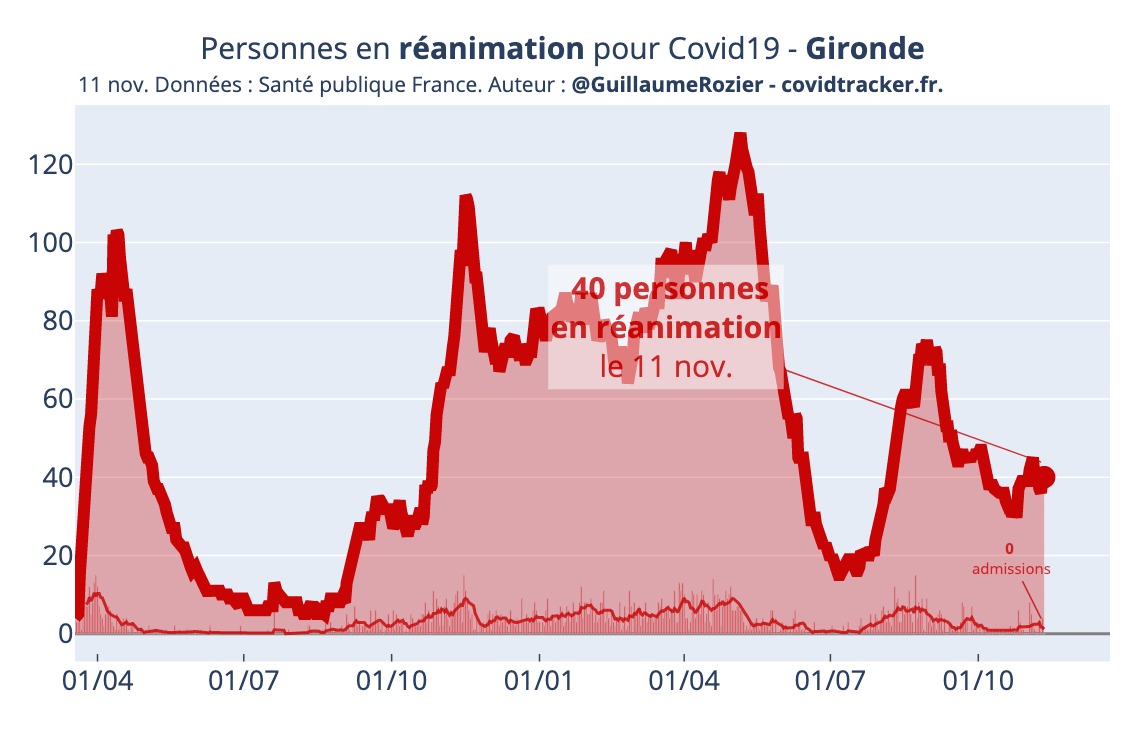 Personnes en réanimation pour Covid19 - Gironde
11 nov. Données : Santé publique France. Auteur : @GuillaumeRozier - covidtracker.fr.
120
100
80
60
40
20
0
40 personnes
en réanimation
le 11 nov.
0
admissions
01/04
01/07
01/10
01/01
01/04
01/07
01/10